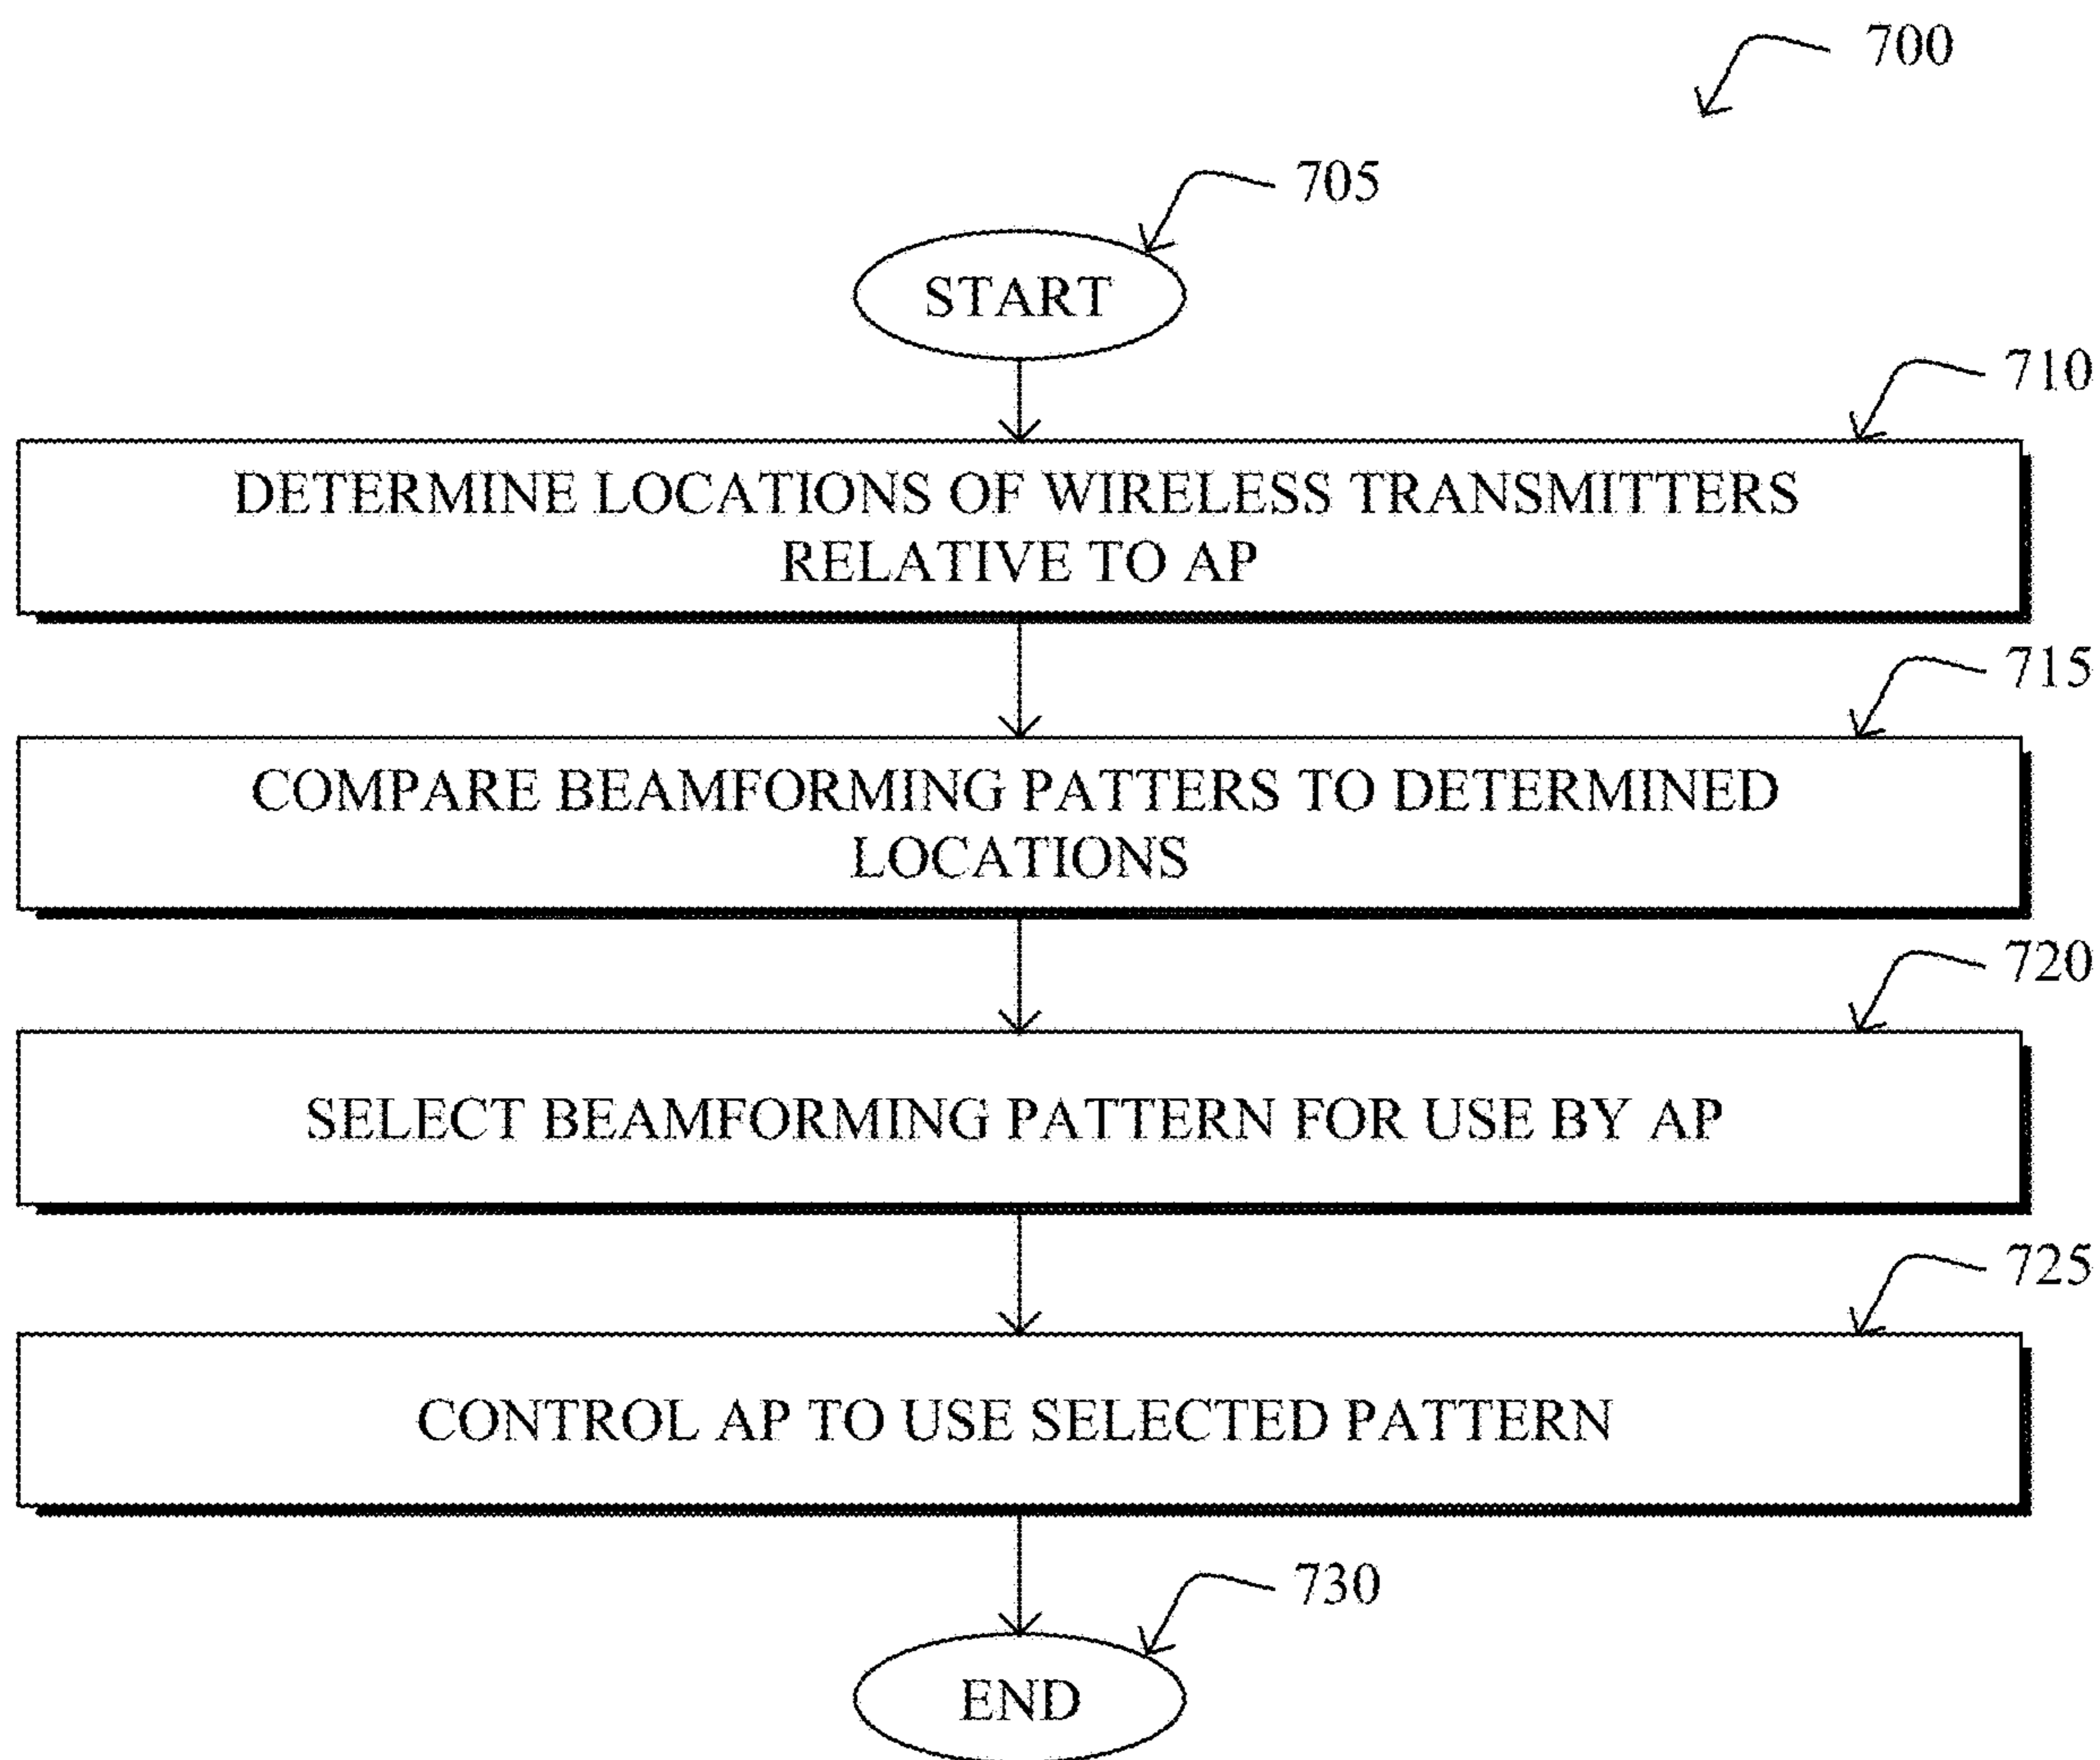 700
705
START
710
DETERMINE LOCATIONS OF WIRELESS TRANSMITTERS
RELATIVE TO AP
715
COMPARE BEAMFORMING PATTERS TO DETERMINED
LOCATIONS
720
SELECT BEAMFORMING PATTERN FOR USE BY AP
725
CONTROL AP TO USE SELECTED PATTERN
730
END